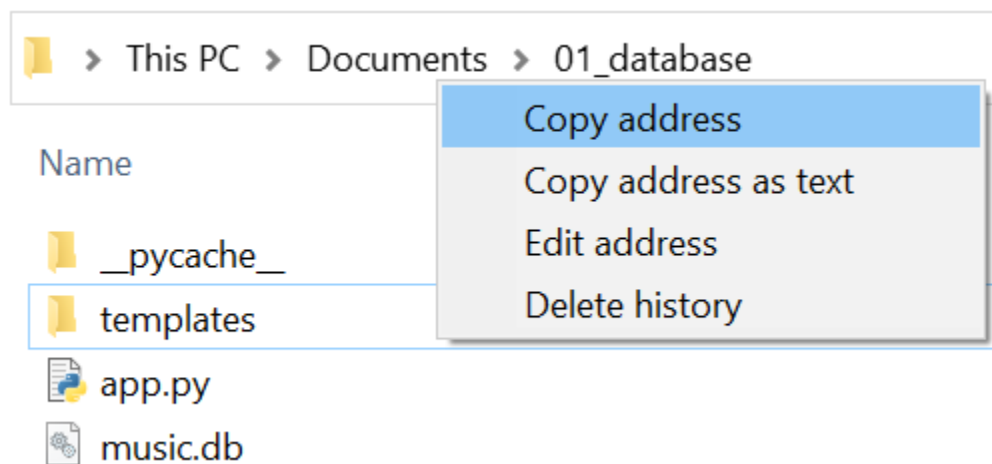 This PC > Documents > 01_database
Copy address
Name
Copy address as text
Edit address
__pycache__
Delete history
templates
app.py
music.db